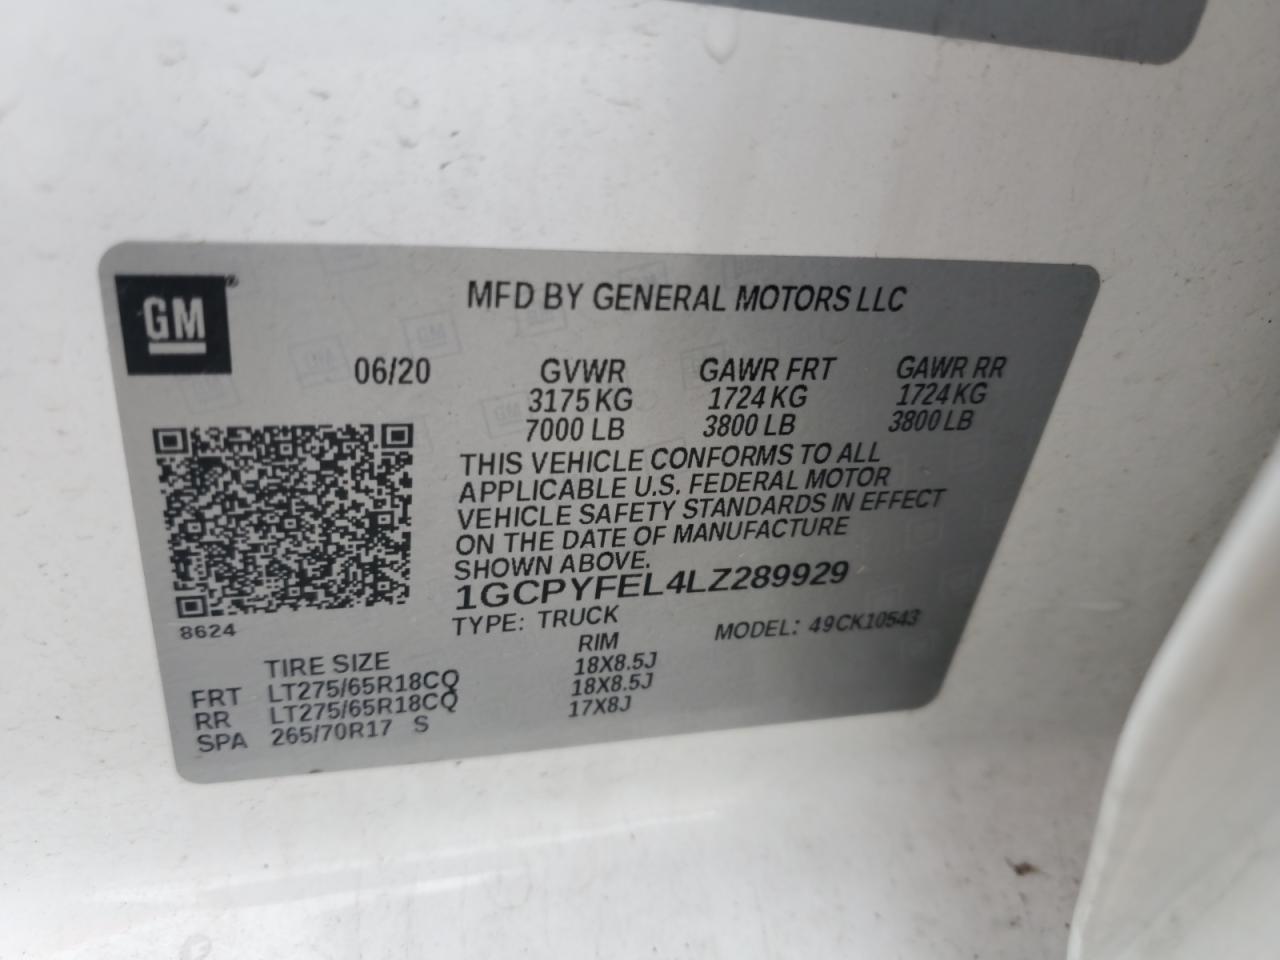 GM
MFD BY GENERAL MOTORS LLC
06/20 GVWR GAWR FRT GAWR RR
3175 KG 1724 KG 1724 KG
7000 LB 3800 LB 3800 LB
THIS VEHICLE CONFORMS TO ALL
APPLICABLE U.S. FEDERAL MOTOR
VEHICLE SAFETY STANDARDS IN EFFECT
ON THE DATE OF MANUFACTURE
SHOWN ABOVE.
1GCPYFEL4LZ289929
8624
TYPE: TRUCK MODEL: 49CK10543
TIRE SIZE RIM
FRT LT275/65R18CQ 18X8.5J
RR LT275/65R18CQ 18X8.5J
SPA 265/70R17 S 17X8J